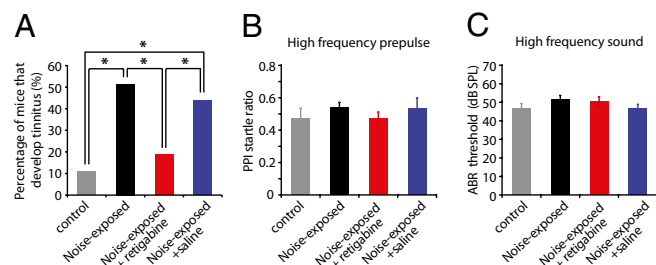 A
Percentage of mice that
develop tinnitus (%)
60
50
40
30
20
10
0
*
*
*
*
control
Noise-exposed
Noise-exposed
+ retigabine
Noise-exposed
+saline
B
High frequency prepulse
PPI startle ratio
0.8
0.6
0.4
0.2
0
control
Noise-exposed
Noise-exposed
+ retigabine
Noise-exposed
+saline
C
High frequency sound
ABR threshold (dB SPL)
70
60
50
40
30
20
10
0
control
Noise-exposed
Noise-exposed
+ retigabine
Noise-exposed
+saline